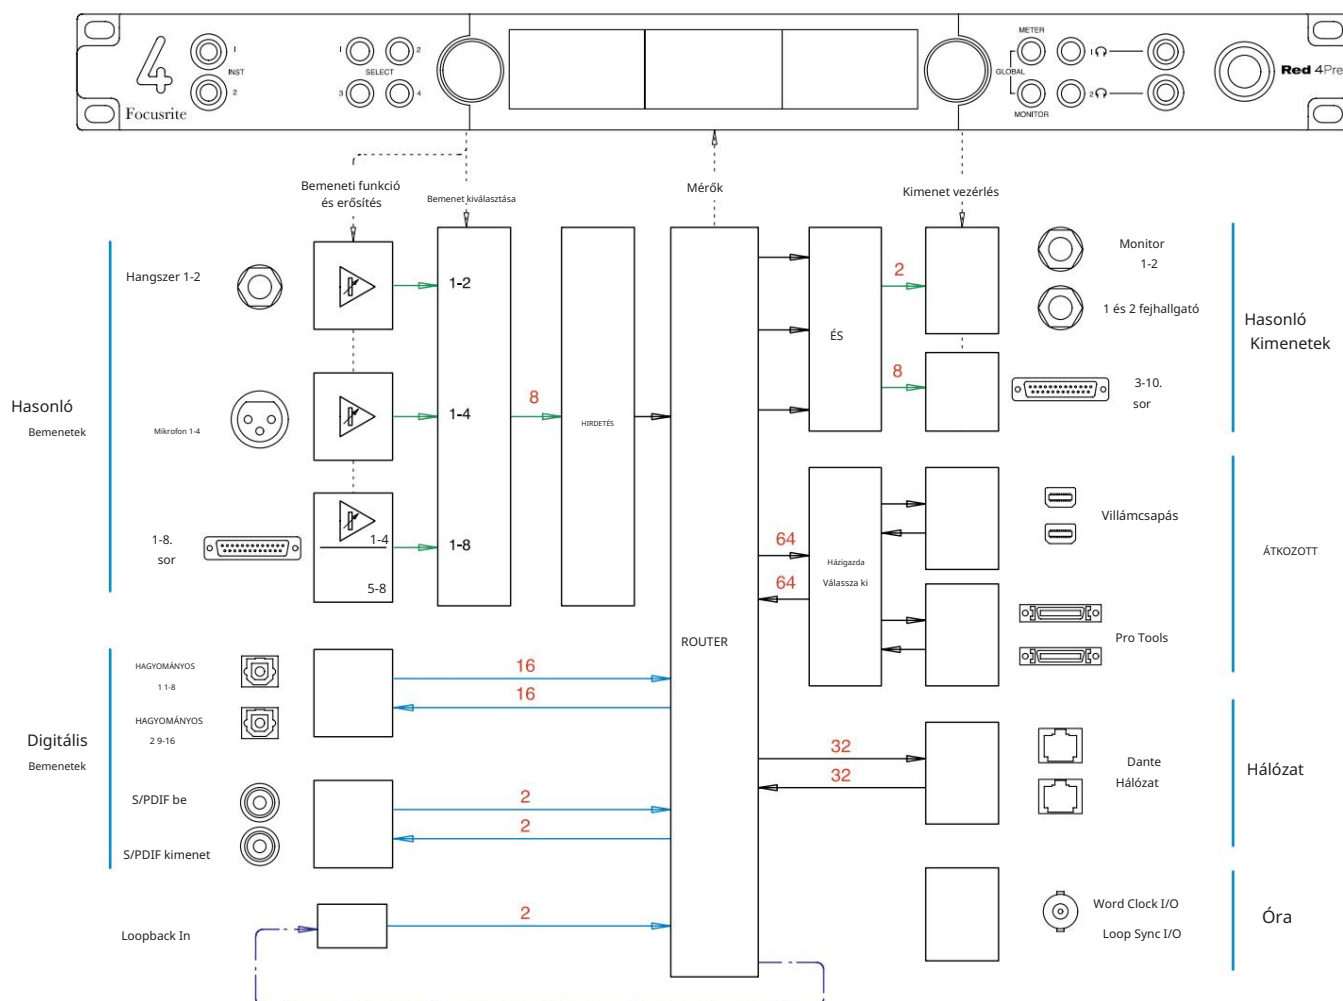 4
Focusrite
1
INST
2
1
2
SELECT
3
4
METER
GLOBAL
MONITOR
1
2
Red 4Pre
Bemeneti funkció
és erősítés
Bemenet kiválasztása
Mérők
Kimenet vezérlés
Hasonló
Bemenetek
Hangszer 1-2
Mikrofon 1-4
1-8.
sor
1-4
5-8
1-2
1-4
1-8
8
HIRDETÉS
ROUTER
ÉS
2
8
Monitor
1-2
1 és 2 fejhallgató
3-10.
sor
Hasonló
Kimenetek
64
64
Házigazda
Válassza ki
Villámcsapás
Pro Tools
ÁTKOZOTT
Digitális
Bemenetek
HAGYOMÁNYOS
1 1-8
HAGYOMÁNYOS
2 9-16
16
16
S/PDIF be
S/PDIF kimenet
2
2
Loopback In
2
32
32
Dante
Hálózat
Hálózat
Word Clock I/O
Loop Sync I/O
Óra